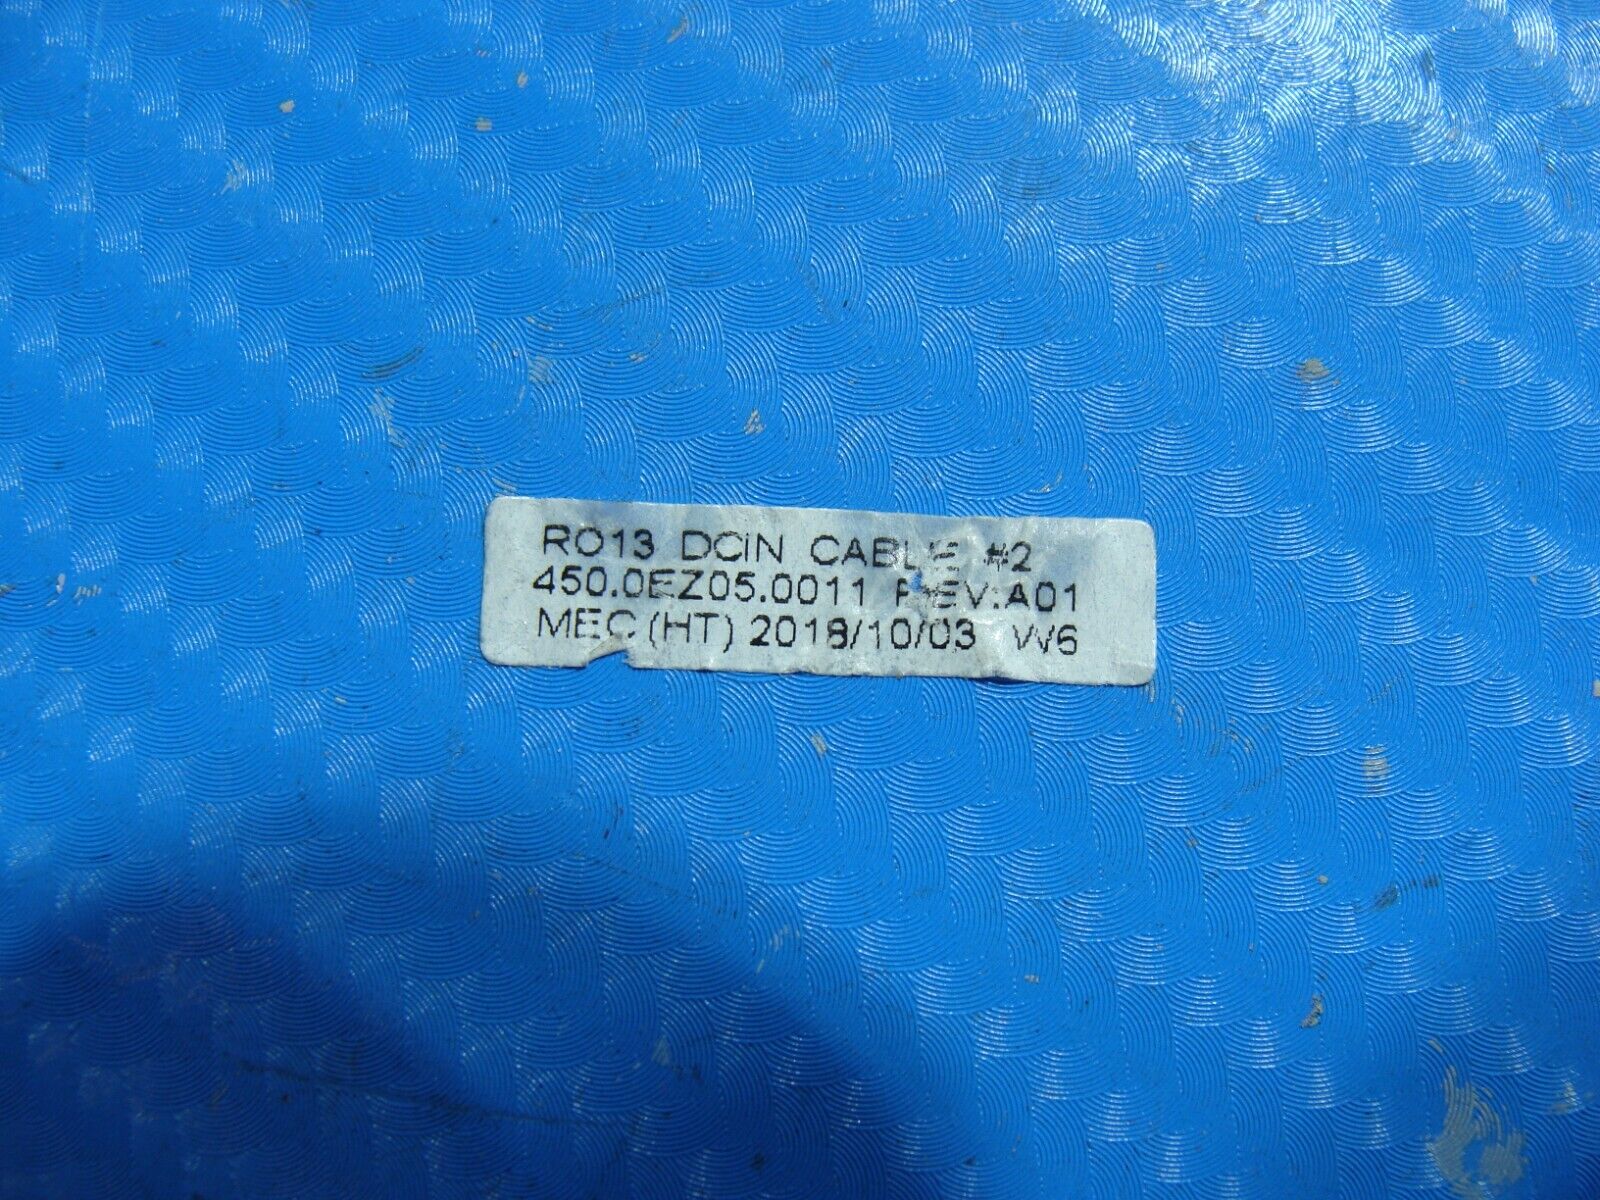 RO13 DCIN CABLE #2
450.0EZ05.0011 REV:A01
MEC(HT) 2018/10/03 W6